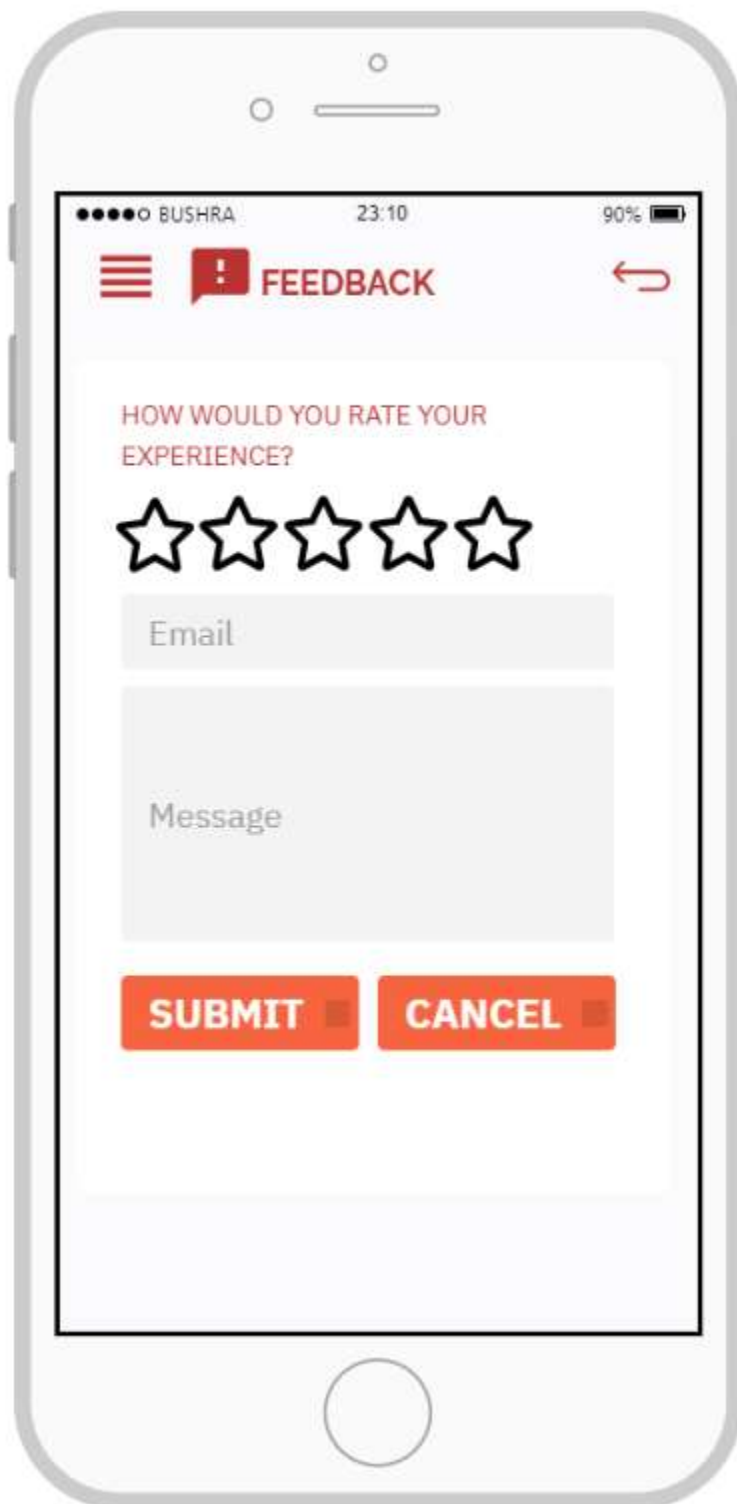 BUSHRA 23:10 90%
FEEDBACK
HOW WOULD YOU RATE YOUR
EXPERIENCE?
Email
Message
SUBMIT CANCEL